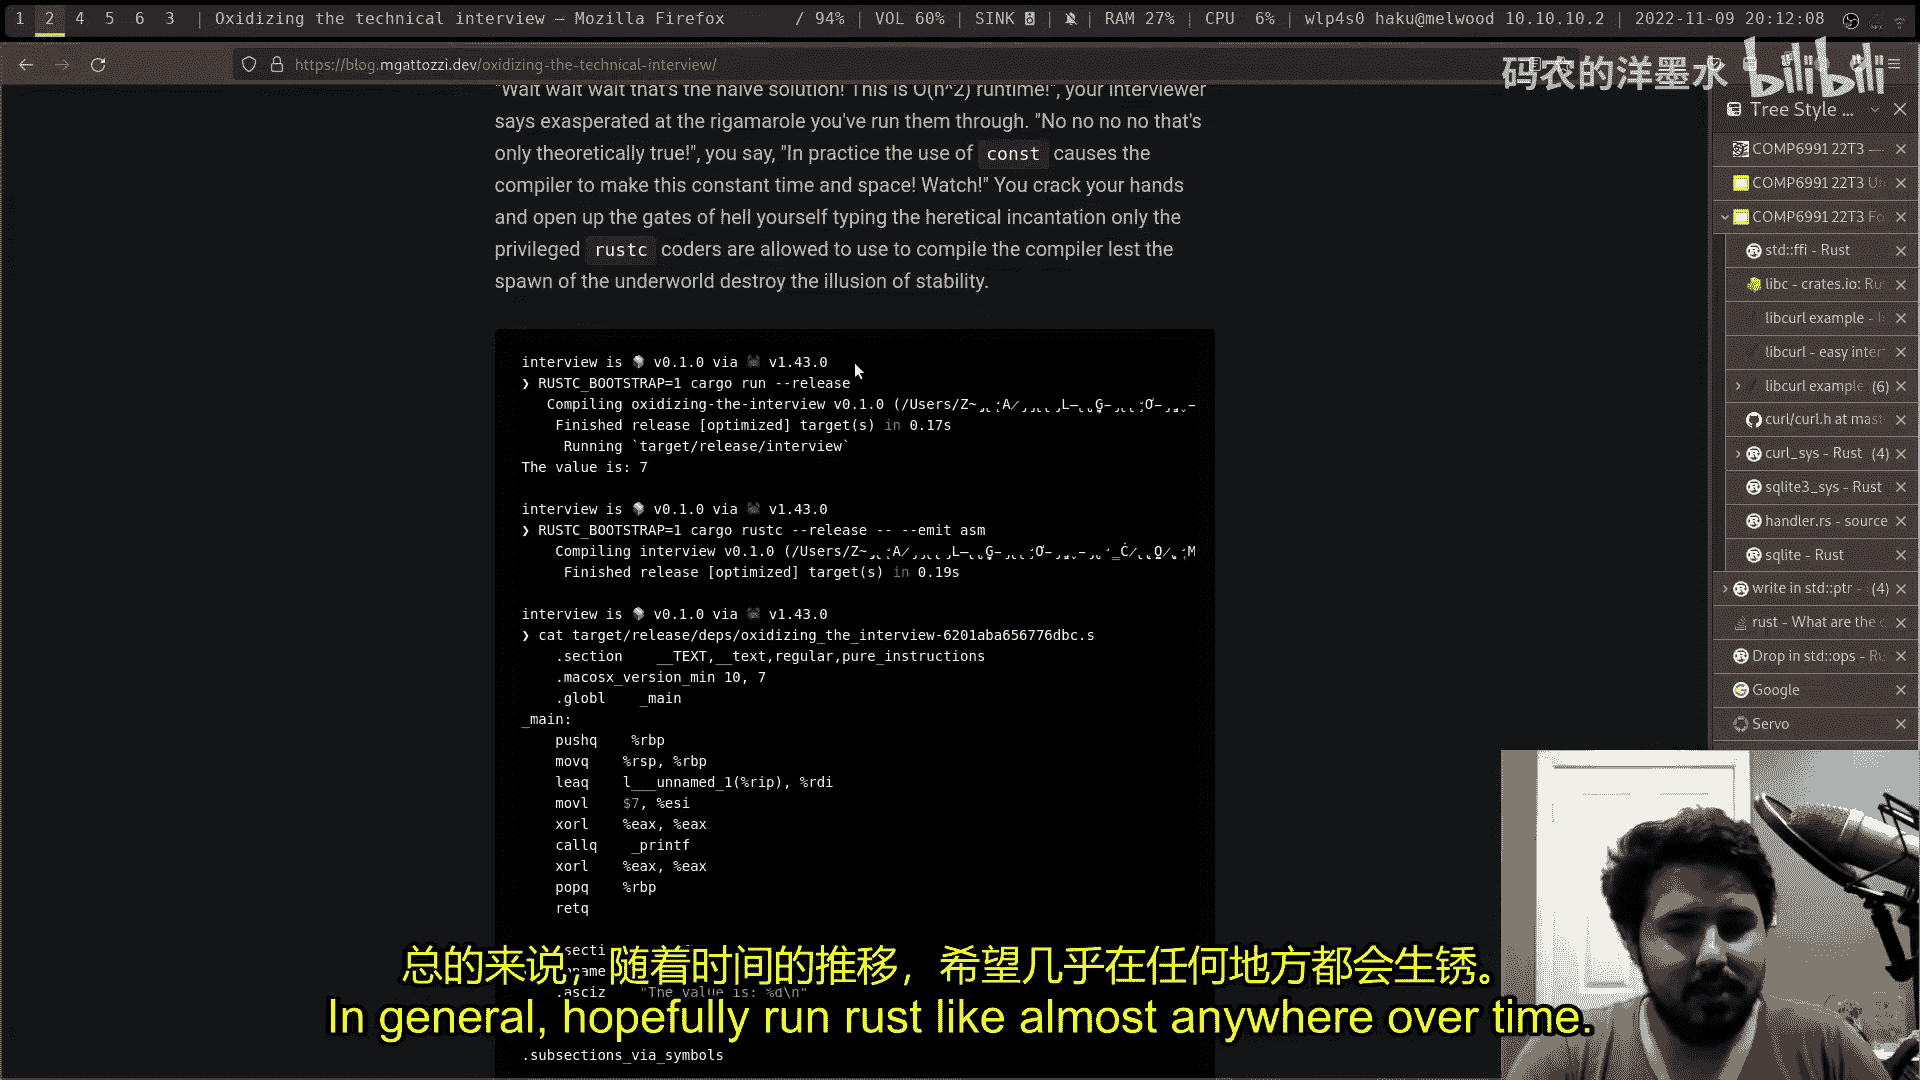 1 2 4 5 6 3 | Oxidizing the technical interview — Mozilla Firefox / 94% | VOL 60% | SINK | | RAM 27% | CPU 6% | wlp4s0 haku@melwood 10.10.10.2 | 2022-11-09 20:12:08
https://blog.mgattozzi.dev/oxidizing-the-technical-interview/
码农的洋墨水 bilibili
"Wait wait wait that's the naive solution! This is O(n^2) runtime!", your interviewer
says exasperated at the rigamarole you've run them through. "No no no no that's
only theoretically true!", you say, "In practice the use of const causes the
compiler to make this constant time and space! Watch!" You crack your hands
and open up the gates of hell yourself typing the heretical incantation only the
privileged rustc coders are allowed to use to compile the compiler lest the
spawn of the underworld destroy the illusion of stability.
interview is 📦 v0.1.0 via 🦀 v1.43.0
❯ RUSTC_BOOTSTRAP=1 cargo run --release
Compiling oxidizing-the-interview v0.1.0 (/Users/Z~
Finished release [optimized] target(s) in 0.17s
Running `target/release/interview`
The value is: 7
interview is 📦 v0.1.0 via 🦀 v1.43.0
❯ RUSTC_BOOTSTRAP=1 cargo rustc --release -- --emit asm
Compiling interview v0.1.0 (/Users/Z~
Finished release [optimized] target(s) in 0.19s
interview is 📦 v0.1.0 via 🦀 v1.43.0
❯ cat target/release/deps/oxidizing_the_interview-6201aba656776dbc.s
.section __TEXT,__text,regular,pure_instructions
.macosx_version_min 10, 7
.globl _main
_main:
pushq %rbp
movq %rsp, %rbp
leaq l___unnamed_1(%rip), %rdi
movl $7, %esi
xorl %eax, %eax
callq _printf
xorl %eax, %eax
popq %rbp
retq
.asciz "The value is: %d\n"
.subsections_via_symbols
Tree Style ...
COMP6991 22T3 —
COMP6991 22T3
COMP6991 22T3 Fo
std::ffi - Rust
libc - crates.io: Ru
libcurl example -
libcurl - easy inter
libcurl example (6)
curl/curl.h at mast
curl_sys - Rust (4)
sqlite3_sys - Rust
handler.rs - source
sqlite - Rust
write in std::ptr - (4)
rust - What are the
Drop in std::ops - Ru
Google
Servo
总的来说，随着时间的推移，希望几乎在任何地方都会生锈。
In general, hopefully run rust like almost anywhere over time.